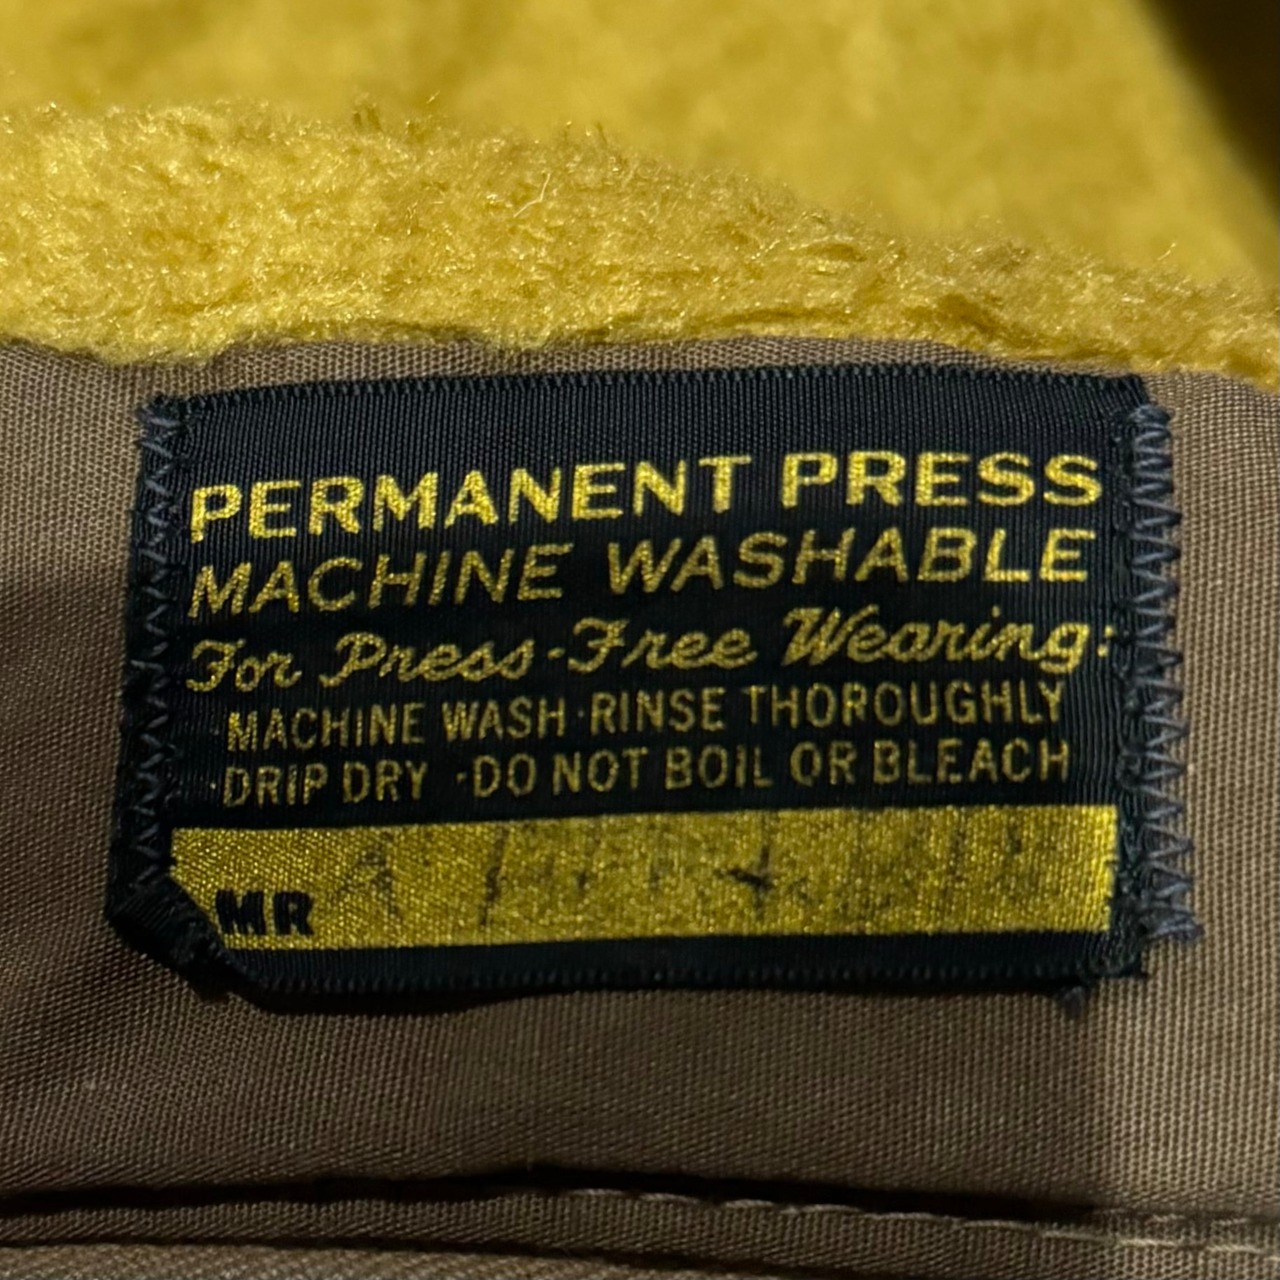 PERMANENT PRESS
MACHINE WASHABLE
For Press-Free Wearing:
·MACHINE WASH·RINSE THOROUGHLY
·DRIP DRY ·DO NOT BOIL OR BLEACH
MR